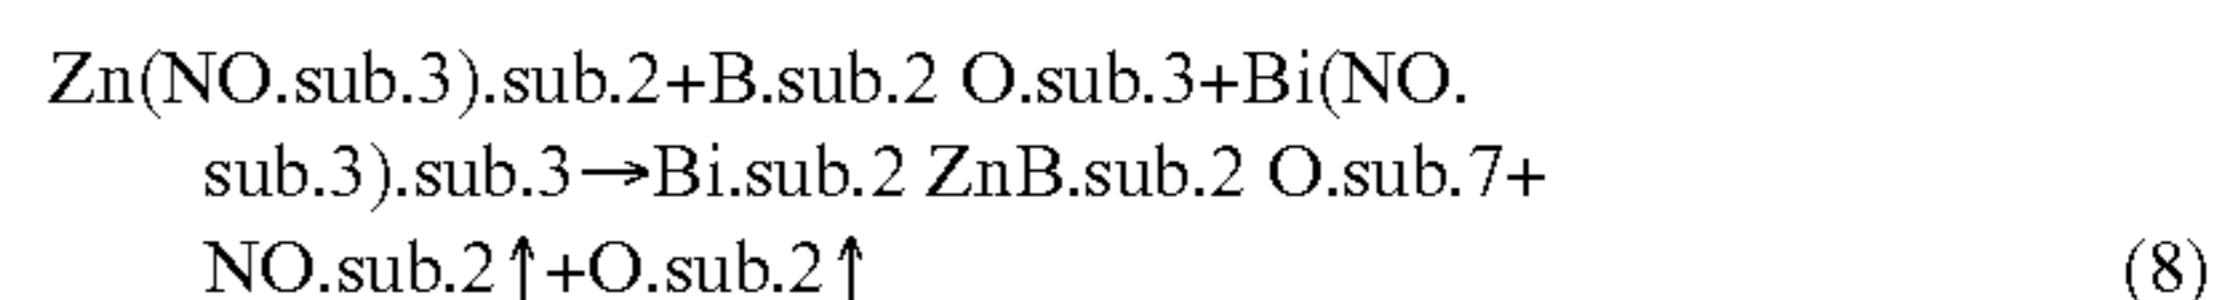 Zn(NO.sub.3).sub.2+B.sub.2 O.sub.3+Bi(NO.
sub.3).sub.3→Bi.sub.2 ZnB.sub.2 O.sub.7+
NO.sub.2↑+O.sub.2↑ (8)